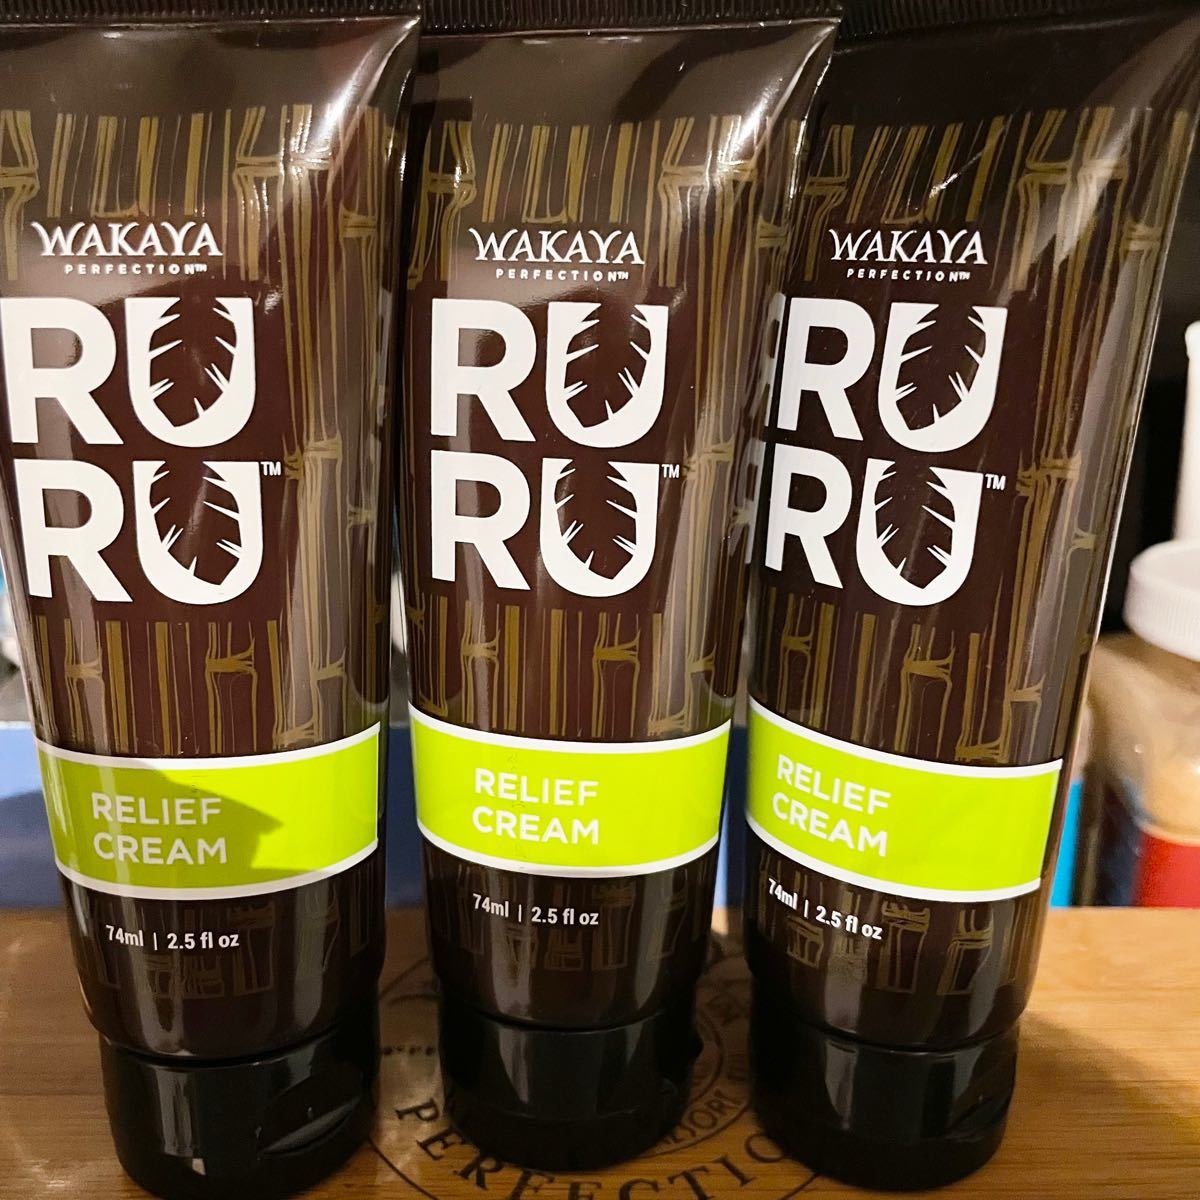 WAKAYA
PERFECTION™
RU
RU™
RELIEF
CREAM
74ml | 2.5 fl oz
WAKAYA
PERFECTION™
RU
RU™
RELIEF
CREAM
74ml | 2.5 fl oz
WAKAYA
PERFECTION™
RU
RU™
RELIEF
CREAM
74ml | 2.5 fl oz